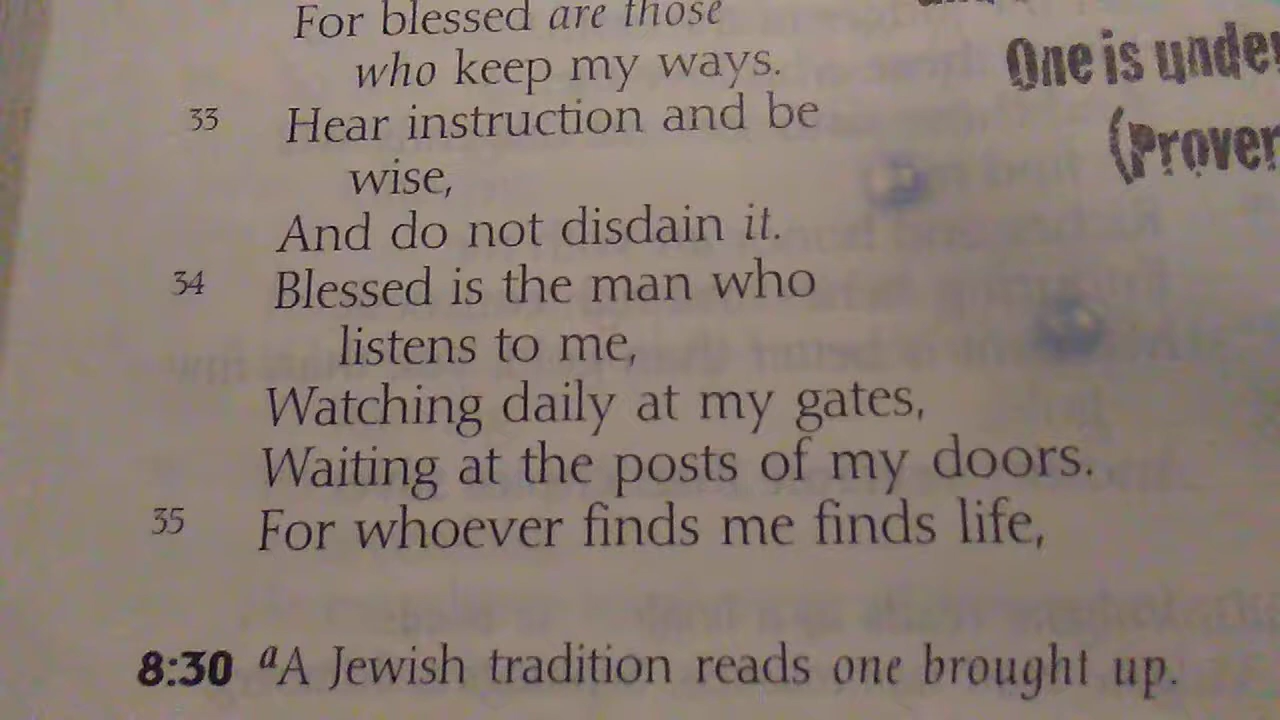 For blessed are those
who keep my ways.
33 Hear instruction and be
wise,
And do not disdain it.
34 Blessed is the man who
listens to me,
Watching daily at my gates,
Waiting at the posts of my doors.
35 For whoever finds me finds life,
8:30 aA Jewish tradition reads one brought up.
One is